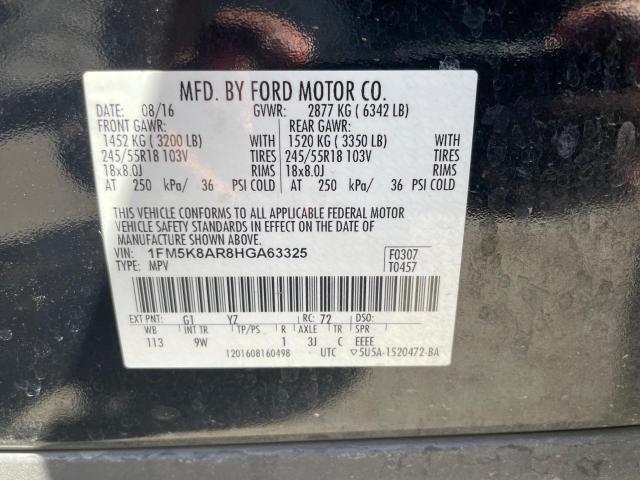 MFD. BY FORD MOTOR CO.
DATE: 08/16 GVWR: 2877 KG ( 6342 LB)
FRONT GAWR: REAR GAWR:
1452 KG ( 3200 LB) WITH 1520 KG ( 3350 LB) WITH
245/55R18 103V TIRES 245/55R18 103V TIRES
18x8.0J RIMS 18x8.0J RIMS
AT 250 kPa/ 36 PSI COLD AT 250 kPa/ 36 PSI COLD
THIS VEHICLE CONFORMS TO ALL APPLICABLE FEDERAL MOTOR
VEHICLE SAFETY STANDARDS IN EFFECT ON THE DATE OF
MANUFACTURE SHOWN ABOVE.
VIN: 1FM5K8AR8HGA63325 F0307
TYPE: MPV T0457
EXT PNT: G1 Y7 RC: 72 DSO:
WB INT TR TP/PS R AXLE TR SPR
113 9W 1 3J C EEEE
1201608160498 UTC ▽5U5A-1520472-BA